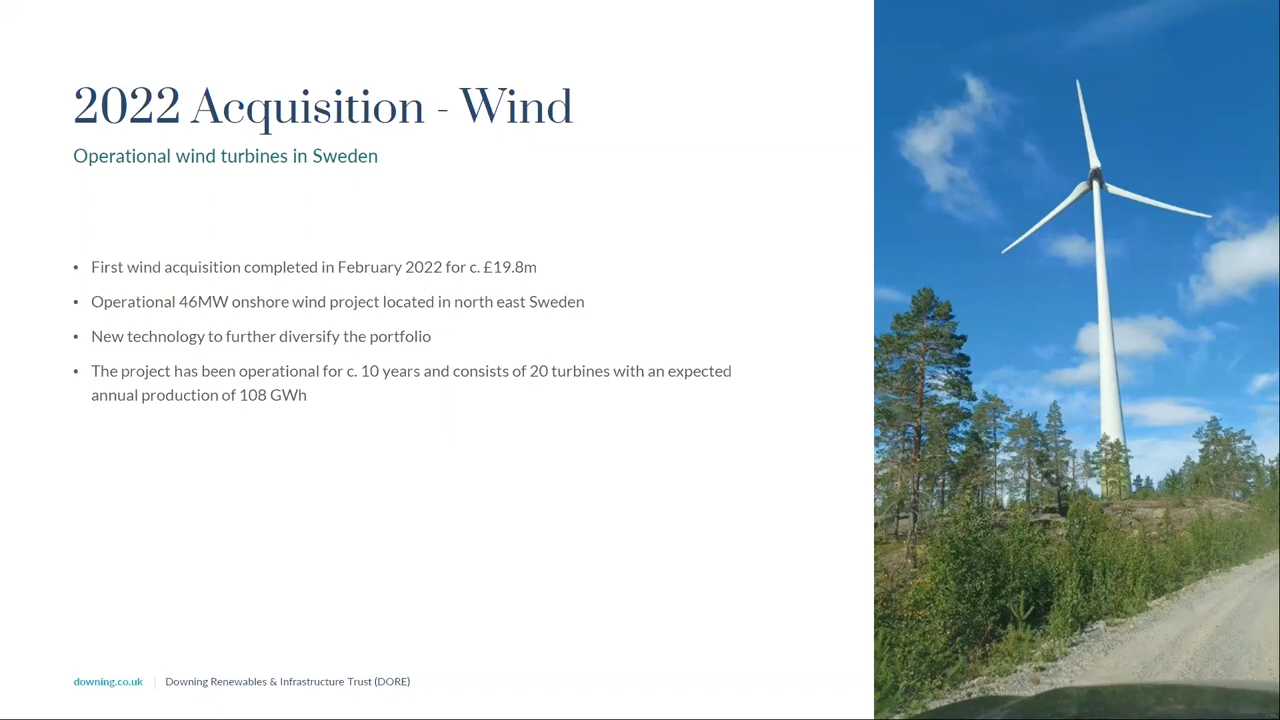 2022 Acquisition - Wind
Operational wind turbines in Sweden
• First wind acquisition completed in February 2022 for c. £19.8m
• Operational 46MW onshore wind project located in north east Sweden
• New technology to further diversify the portfolio
• The project has been operational for c. 10 years and consists of 20 turbines with an expected
annual production of 108 GWh
downing.co.uk | Downing Renewables & Infrastructure Trust (DORE)